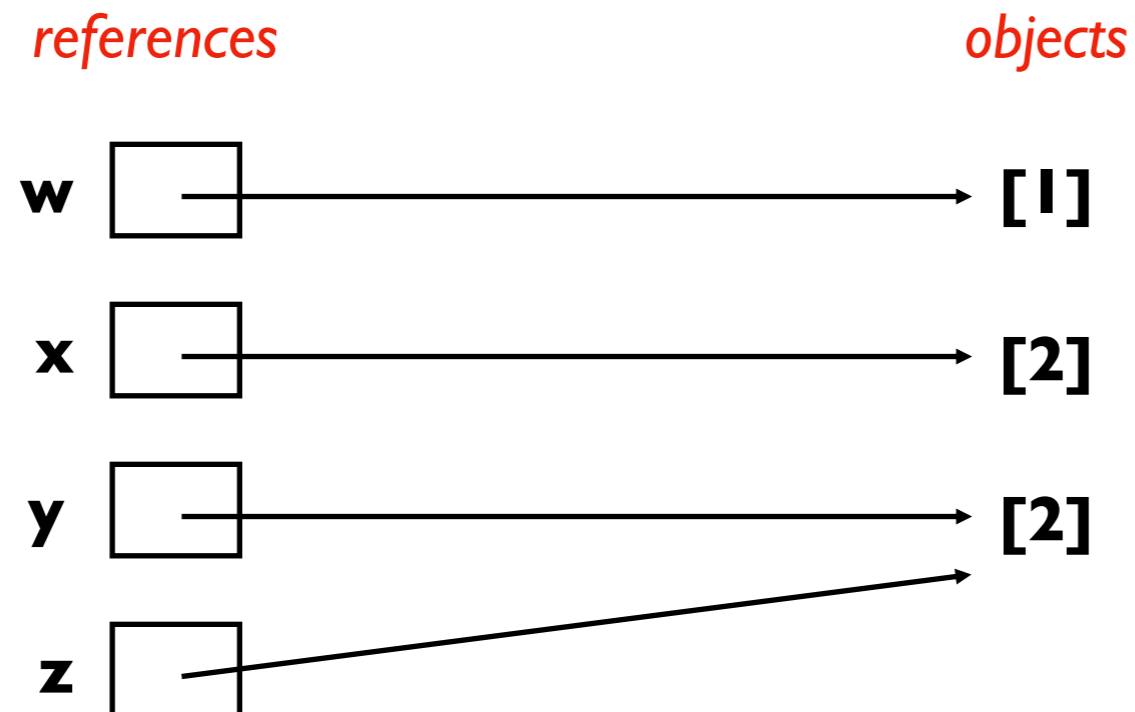 references objects
w [1]
x [2]
y [2]
z